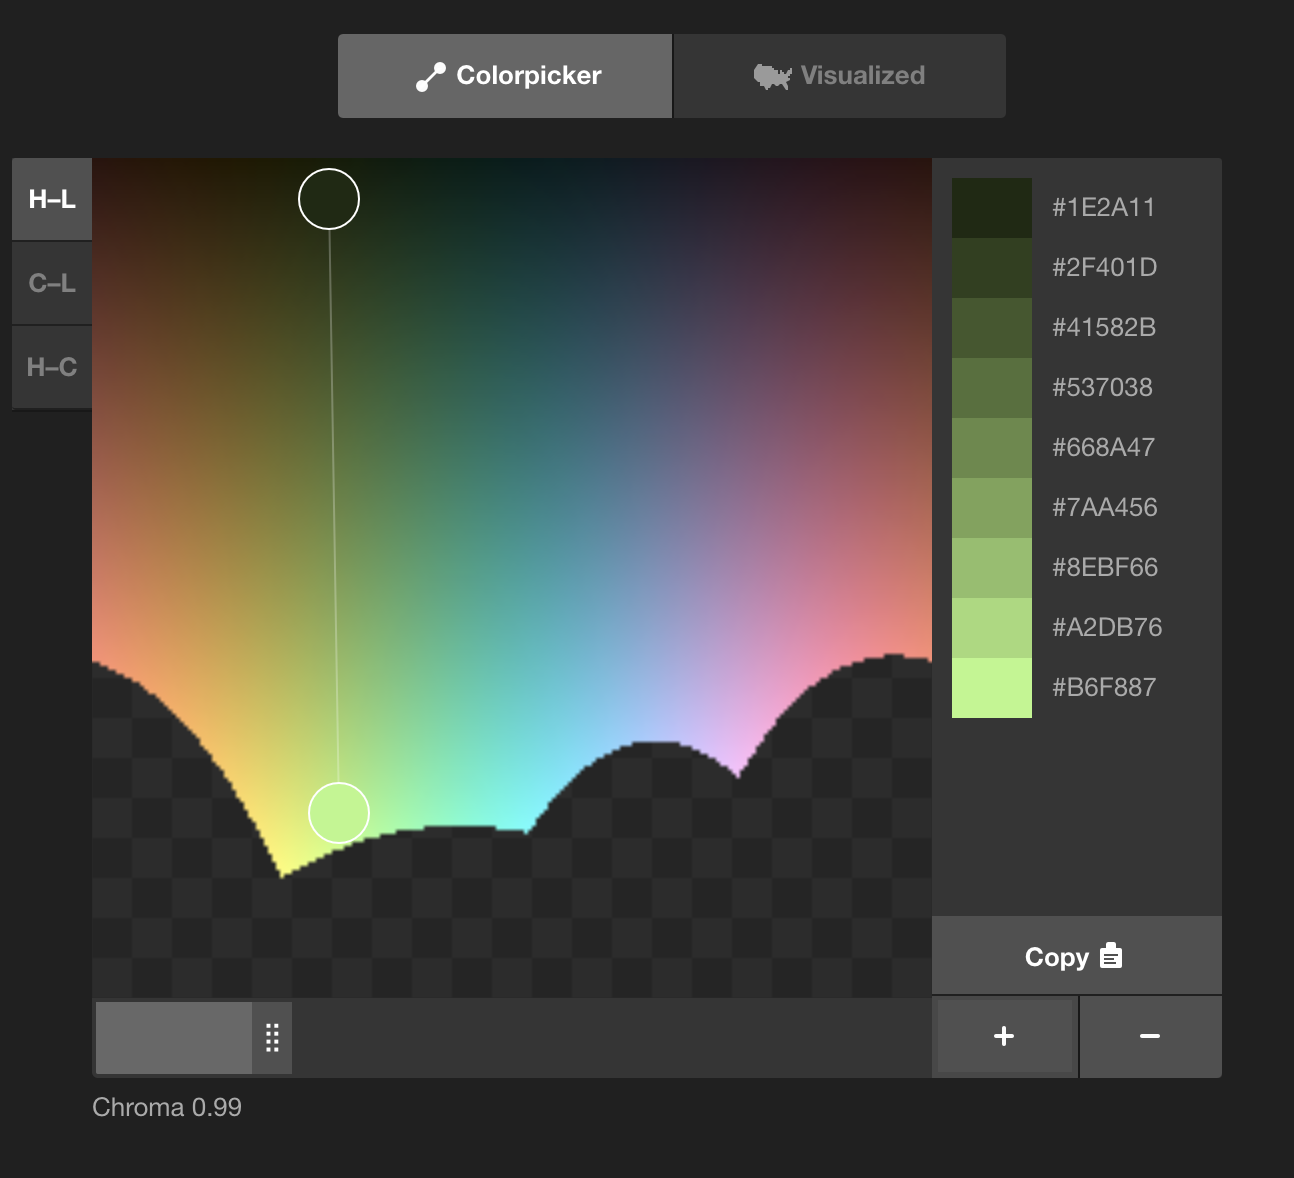 Colorpicker
Visualized
H–L
C–L
H–C
#1E2A11
#2F401D
#41582B
#537038
#668A47
#7AA456
#8EBF66
#A2DB76
#B6F887
Copy
+
−
Chroma 0.99